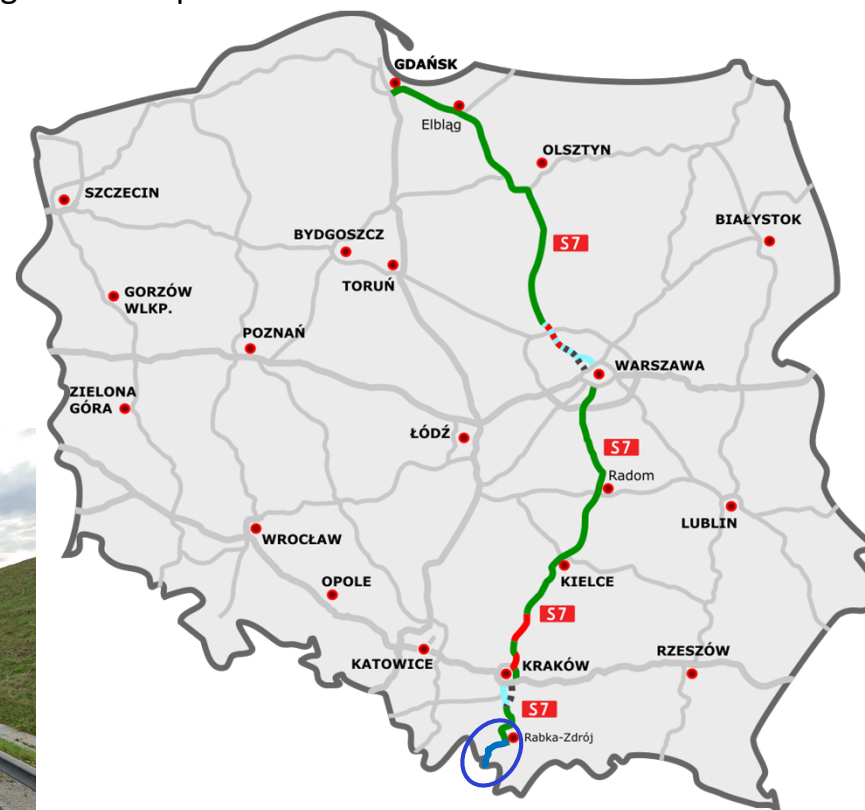 GDAŃSK
Elbląg
OLSZTYN
SZCZECIN
BIAŁYSTOK
BYDGOSZCZ
S7
TORUŃ
GORZÓW
WLKP.
POZNAŃ
WARSZAWA
ZIELONA
GÓRA
ŁÓDŹ
S7
Radom
LUBLIN
WROCŁAW
KIELCE
OPOLE
S7
KATOWICE
KRAKÓW
RZESZÓW
S7
Rabka-Zdrój